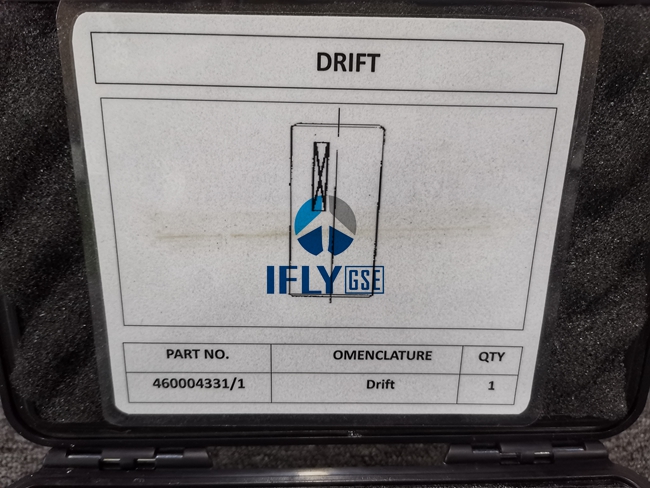 DRIFT
IFLY GSE
PART NO. OMENCLATURE QTY
460004331/1 Drift 1